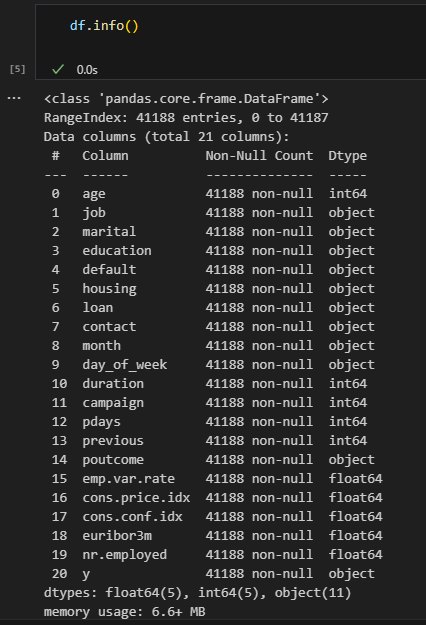 df.info()
[5]
✓ 0.0s
...
<class 'pandas.core.frame.DataFrame'>
RangeIndex: 41188 entries, 0 to 41187
Data columns (total 21 columns):
 #   Column          Non-Null Count  Dtype
---  ------          --------------  -----
 0   age             41188 non-null  int64
 1   job             41188 non-null  object
 2   marital         41188 non-null  object
 3   education       41188 non-null  object
 4   default         41188 non-null  object
 5   housing         41188 non-null  object
 6   loan            41188 non-null  object
 7   contact         41188 non-null  object
 8   month           41188 non-null  object
 9   day_of_week     41188 non-null  object
 10  duration        41188 non-null  int64
 11  campaign        41188 non-null  int64
 12  pdays           41188 non-null  int64
 13  previous        41188 non-null  int64
 14  poutcome        41188 non-null  object
 15  emp.var.rate    41188 non-null  float64
 16  cons.price.idx  41188 non-null  float64
 17  cons.conf.idx   41188 non-null  float64
 18  euribor3m       41188 non-null  float64
 19  nr.employed     41188 non-null  float64
 20  y               41188 non-null  object
dtypes: float64(5), int64(5), object(11)
memory usage: 6.6+ MB